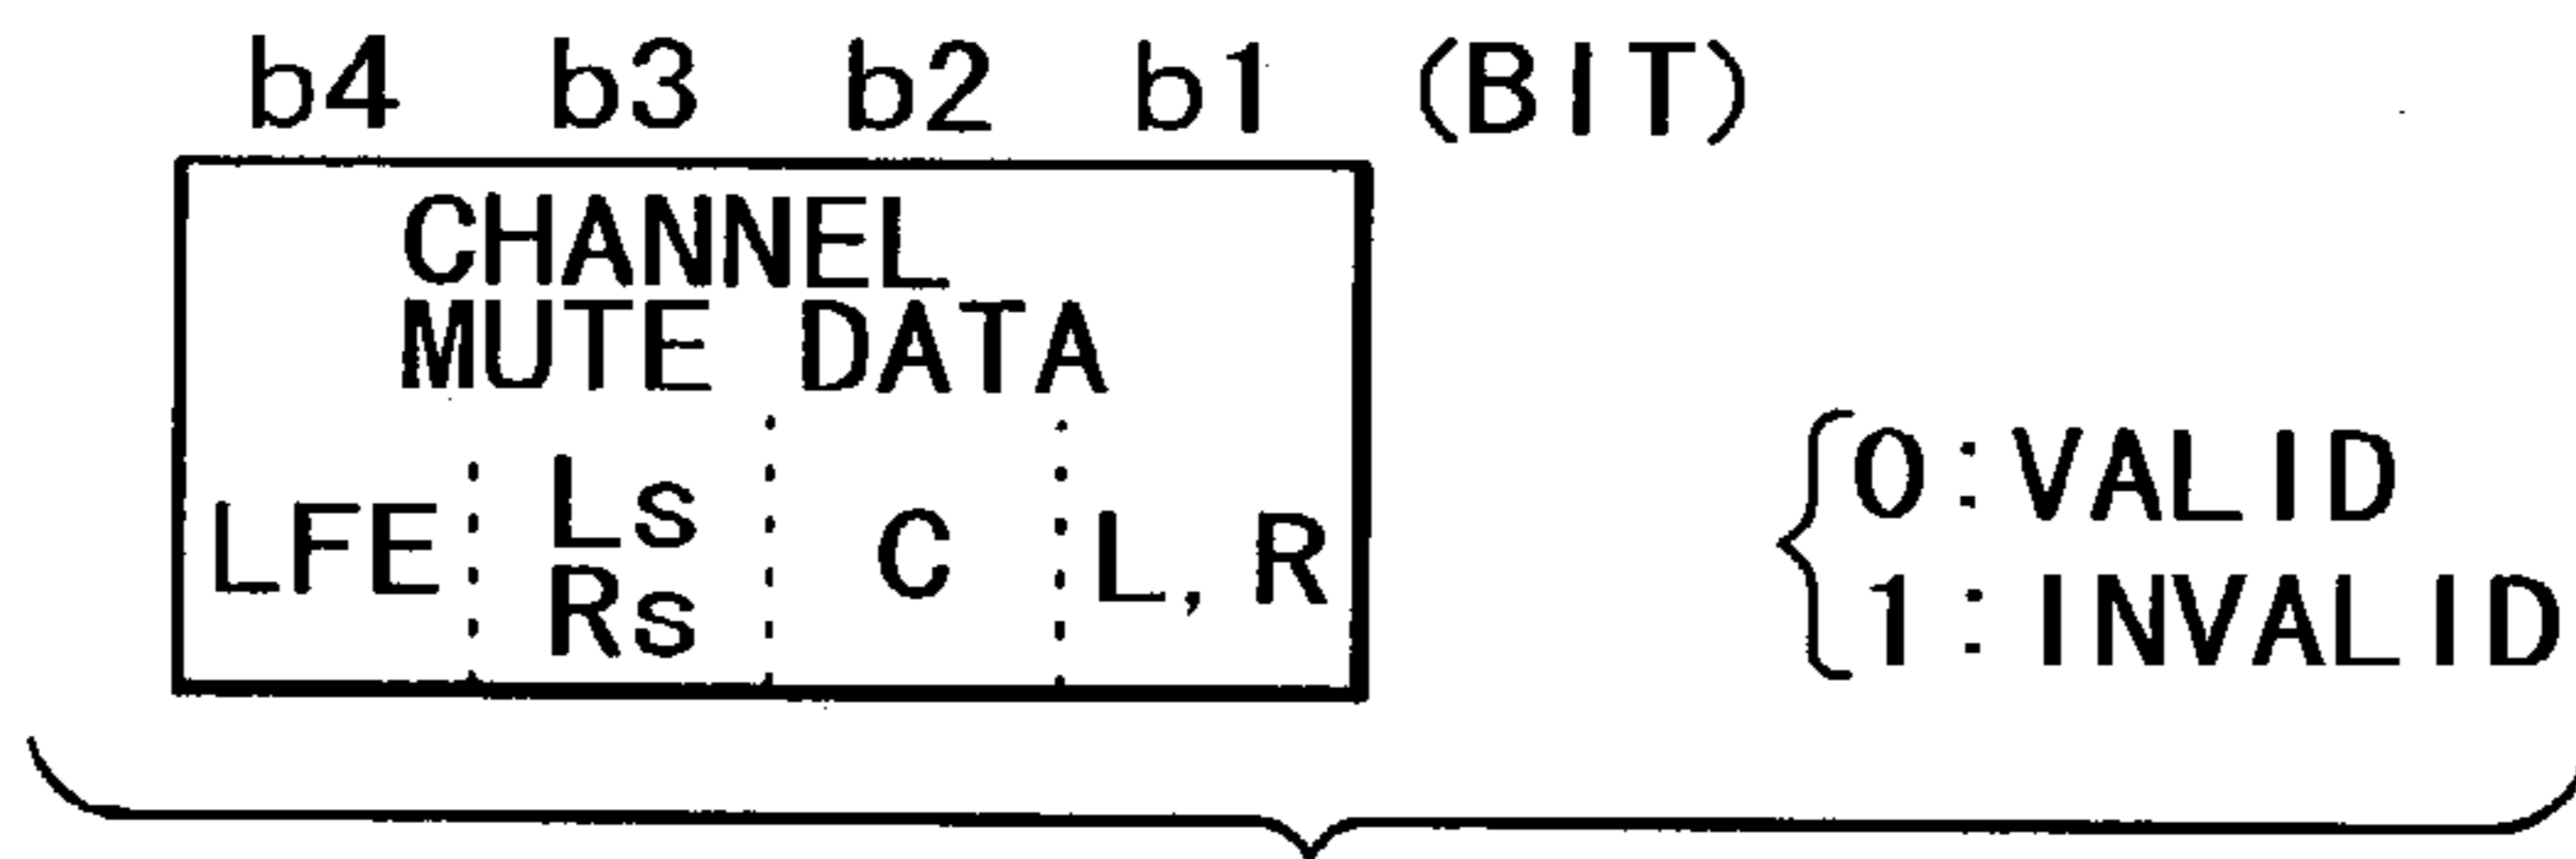 b4 b3 b2 b1 (BIT)
CHANNEL
MUTE DATA
LFE Ls Rs C L, R
0:VALID
1:INVALID